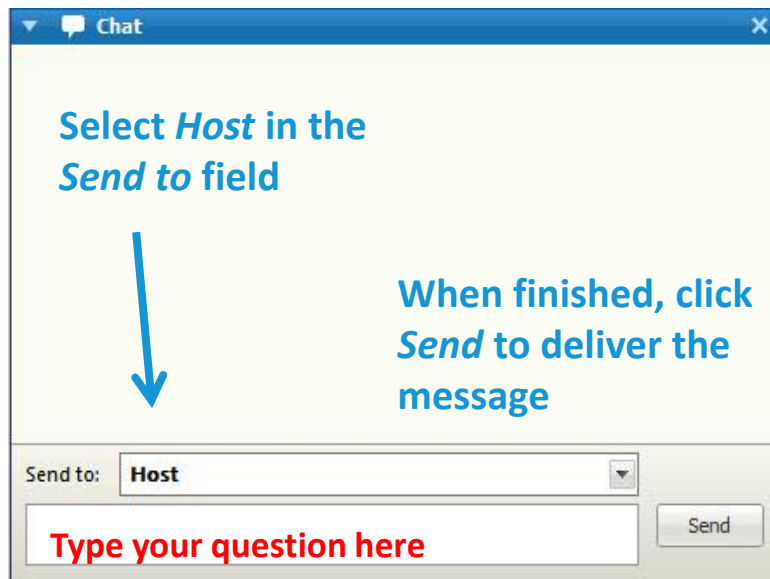 Chat
Select Host in the
Send to field
When finished, click
Send to deliver the
message
Send to: Host
Type your question here
Send